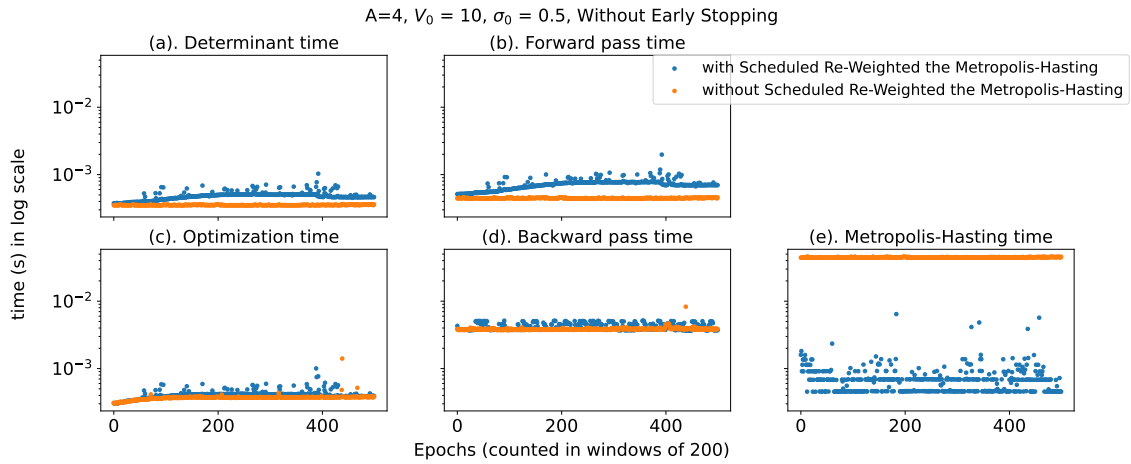 A=4, V₀ = 10, σ₀ = 0.5, Without Early Stopping
(a). Determinant time
(b). Forward pass time
with Scheduled Re-Weighted the Metropolis-Hasting
without Scheduled Re-Weighted the Metropolis-Hasting
10⁻²
10⁻³
(c). Optimization time
(d). Backward pass time
(e). Metropolis-Hasting time
10⁻²
10⁻³
0 200 400
0 200 400
0 200 400
time (s) in log scale
Epochs (counted in windows of 200)